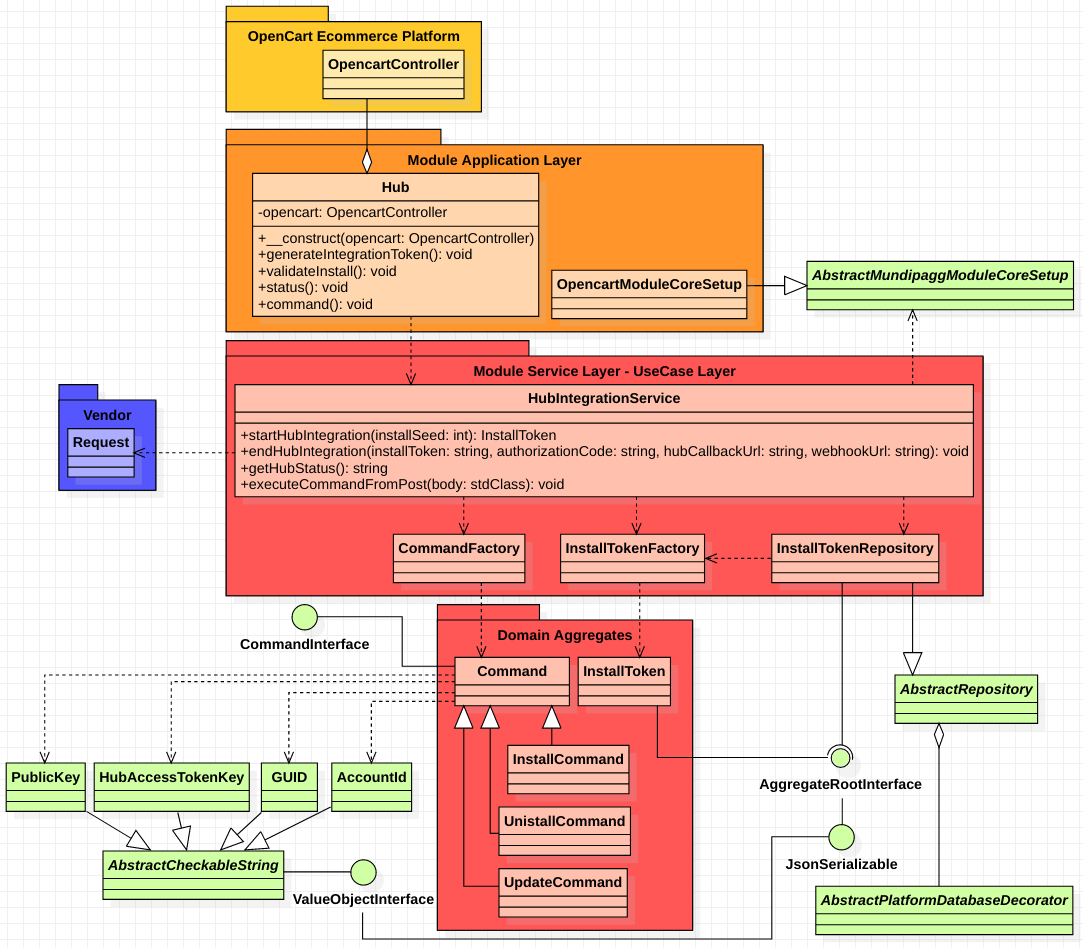 OpenCart Ecommerce Platform
OpencartController
Module Application Layer
Hub
-opencart: OpencartController
+__construct(opencart: OpencartController)
+generateIntegrationToken(): void
+validateInstall(): void
+status(): void
+command(): void
OpencartModuleCoreSetup
AbstractMundipaggModuleCoreSetup
Module Service Layer - UseCase Layer
HubIntegrationService
+startHubIntegration(installSeed: int): InstallToken
+endHubIntegration(installToken: string, authorizationCode: string, hubCallbackUrl: string, webhookUrl: string): void
+getHubStatus(): string
+executeCommandFromPost(body: stdClass): void
Vendor
Request
CommandFactory
InstallTokenFactory
InstallTokenRepository
CommandInterface
Domain Aggregates
Command
InstallToken
AbstractRepository
InstallCommand
UnistallCommand
UpdateCommand
PublicKey
HubAccessTokenKey
GUID
AccountId
AggregateRootInterface
AbstractCheckableString
ValueObjectInterface
JsonSerializable
AbstractPlatformDatabaseDecorator